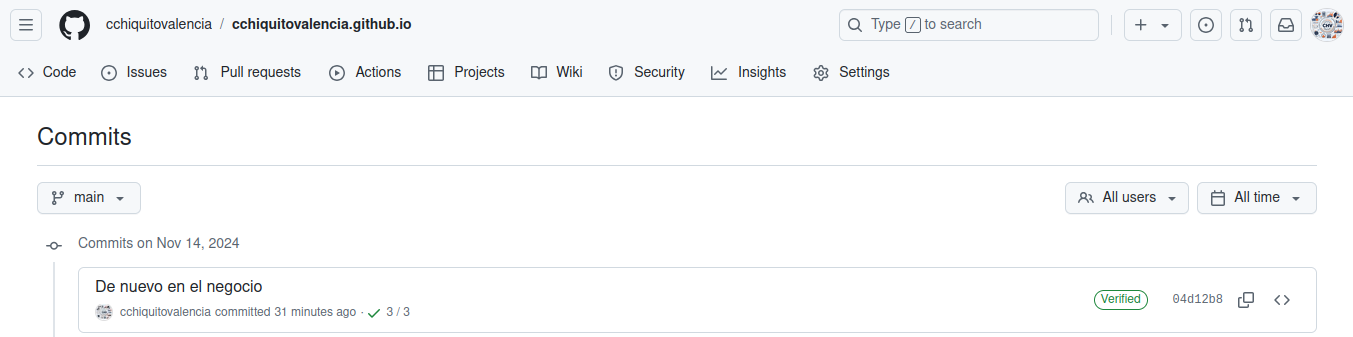 cchiquitovalencia / cchiquitovalencia.github.io
Type / to search
Code Issues Pull requests Actions Projects Wiki Security Insights Settings
Commits
main All users All time
Commits on Nov 14, 2024
De nuevo en el negocio
cchiquitovalencia committed 31 minutes ago · 3 / 3
Verified 04d12b8